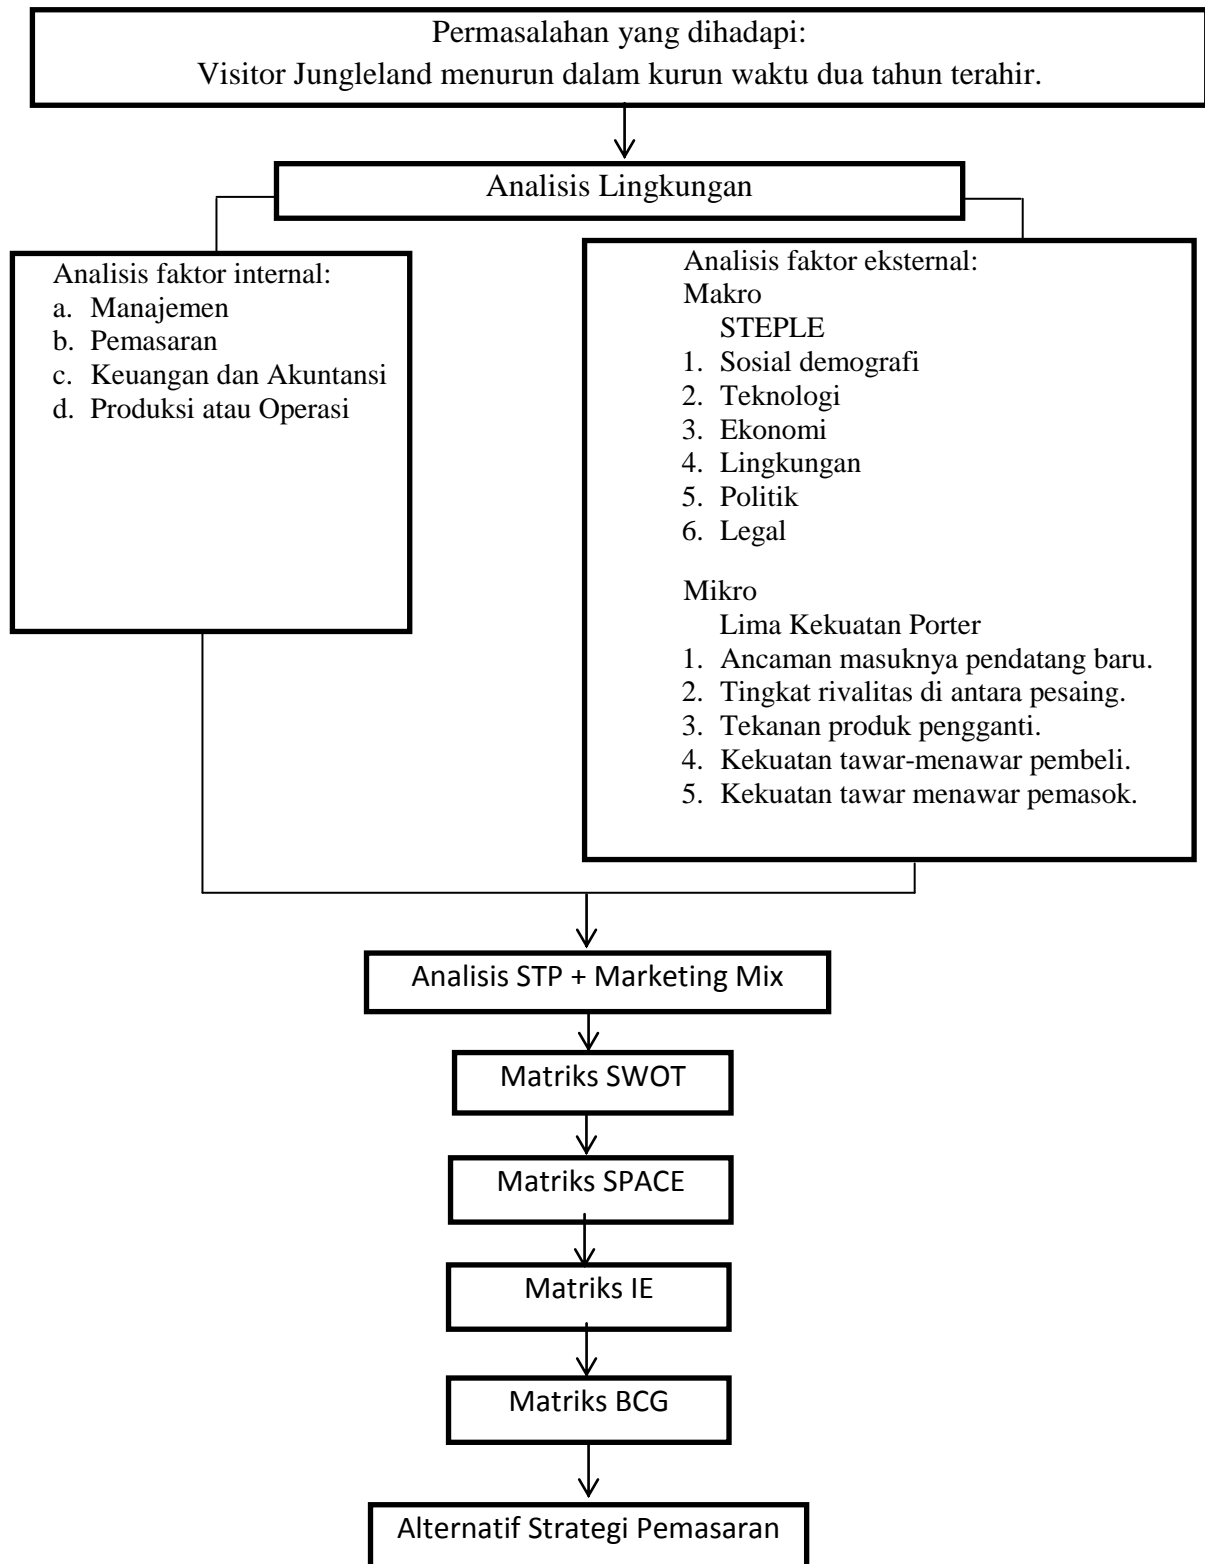 Permasalahan yang dihadapi:
Visitor Jungleland menurun dalam kurun waktu dua tahun terahir.
Analisis Lingkungan
Analisis faktor internal:
a. Manajemen
b. Pemasaran
c. Keuangan dan Akuntansi
d. Produksi atau Operasi
Analisis faktor eksternal:
Makro
STEPLE
1. Sosial demografi
2. Teknologi
3. Ekonomi
4. Lingkungan
5. Politik
6. Legal
Mikro
Lima Kekuatan Porter
1. Ancaman masuknya pendatang baru.
2. Tingkat rivalitas di antara pesaing.
3. Tekanan produk pengganti.
4. Kekuatan tawar-menawar pembeli.
5. Kekuatan tawar menawar pemasok.
Analisis STP + Marketing Mix
Matriks SWOT
Matriks SPACE
Matriks IE
Matriks BCG
Alternatif Strategi Pemasaran